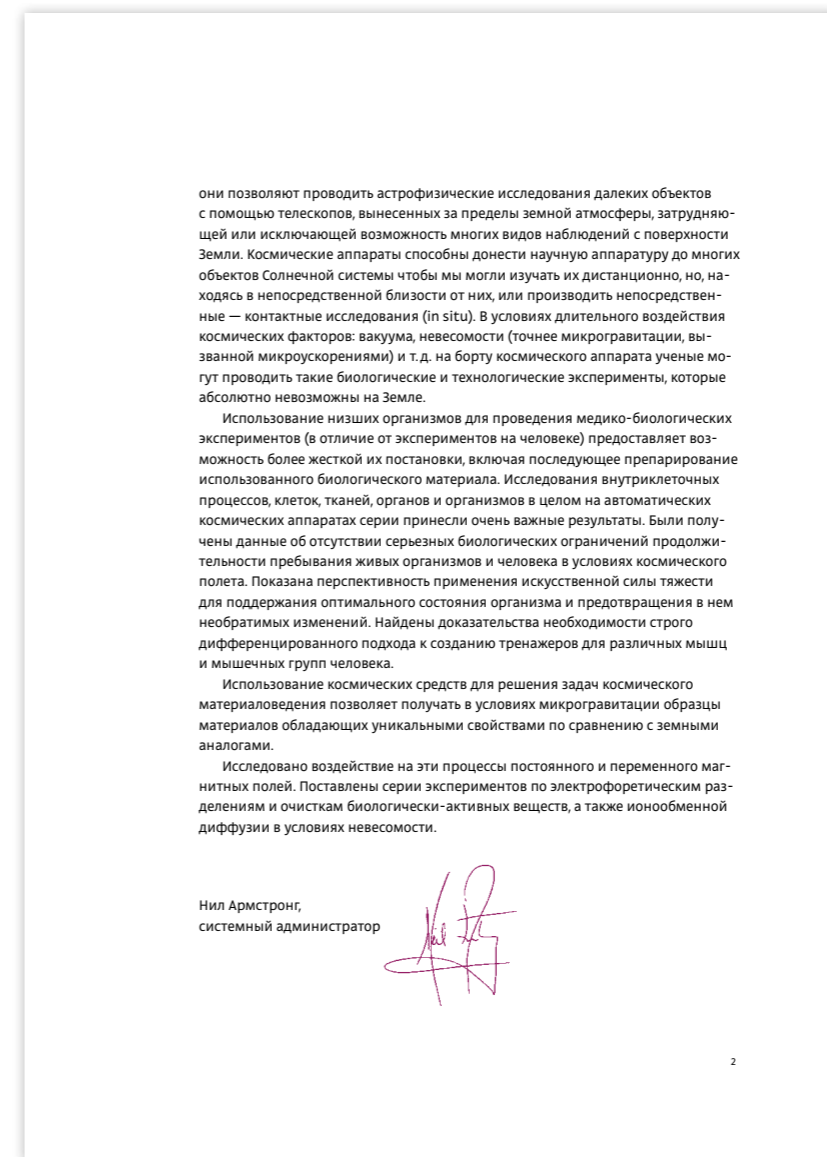 они позволяют проводить астрофизические исследования далеких объектов
с помощью телескопов, вынесенных за пределы земной атмосферы, затрудняю-
щей или исключающей возможность многих видов наблюдений с поверхности
Земли. Космические аппараты способны донести научную аппаратуру до многих
объектов Солнечной системы чтобы мы могли изучать их дистанционно, но, на-
ходясь в непосредственной близости от них, или производить непосредствен-
ные — контактные исследования (in situ). В условиях длительного воздействия
космических факторов: вакуума, невесомости (точнее микрогравитации, вы-
званной микроускорениями) и т. д. на борту космического аппарата ученые мо-
гут проводить такие биологические и технологические эксперименты, которые
абсолютно невозможны на Земле.
Использование низших организмов для проведения медико-биологических
экспериментов (в отличие от экспериментов на человеке) предоставляет воз-
можность более жесткой их постановки, включая последующее препарирование
использованного биологического материала. Исследования внутриклеточных
процессов, клеток, тканей, органов и организмов в целом на автоматических
космических аппаратах серии принесли очень важные результаты. Были полу-
чены данные об отсутствии серьезных биологических ограничений продолжи-
тельности пребывания живых организмов и человека в условиях космического
полета. Показана перспективность применения искусственной силы тяжести
для поддержания оптимального состояния организма и предотвращения в нем
необратимых изменений. Найдены доказательства необходимости строго
дифференцированного подхода к созданию тренажеров для различных мышц
и мышечных групп человека.
Использование космических средств для решения задач космического
материаловедения позволяет получать в условиях микрогравитации образцы
материалов обладающих уникальными свойствами по сравнению с земными
аналогами.
Исследовано воздействие на эти процессы постоянного и переменного маг-
нитных полей. Поставлены серии экспериментов по электрофоретическим раз-
делениям и очисткам биологически-активных веществ, а также ионообменной
диффузии в условиях невесомости.
Нил Армстронг,
системный администратор
2